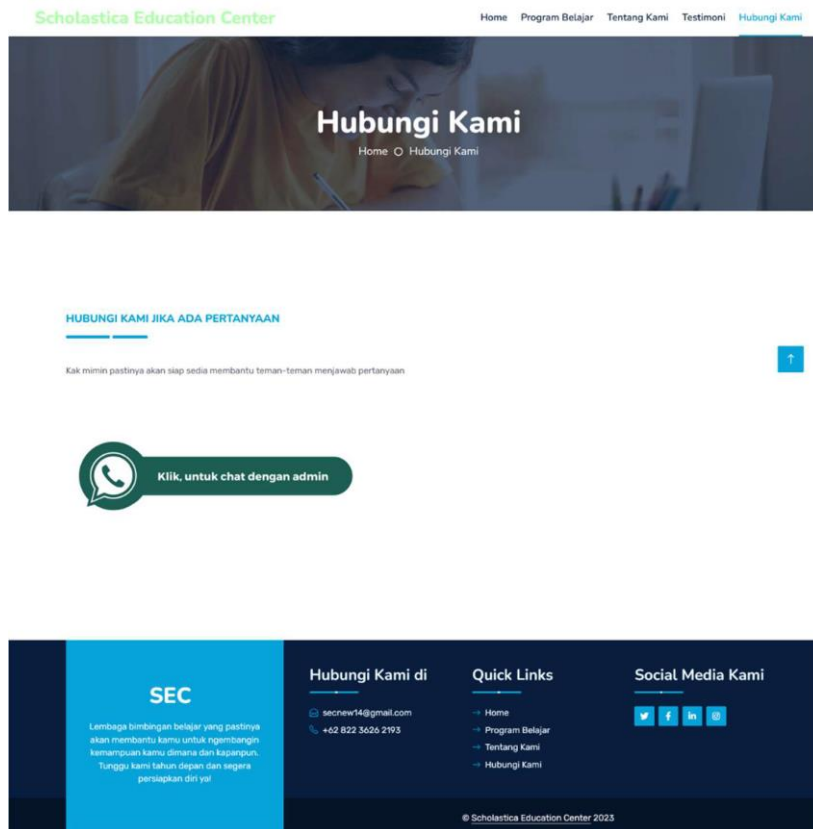 Scholastica Education Center
Home Program Belajar Tentang Kami Testimoni Hubungi Kami
Hubungi Kami
Home Hubungi Kami
HUBUNGI KAMI JIKA ADA PERTANYAAN
Kak mimin pastinya akan siap sedia membantu teman-teman menjawab pertanyaan
Klik, untuk chat dengan admin
SEC
Lembaga bimbingan belajar yang pastinya
akan membantu kamu untuk ngembangin
kemampuan kamu dimana dan kapanpun.
Tunggu kami tahun depan dan segera
persiapkan diri ya!
Hubungi Kami di
secnew14@gmail.com
+62 822 3626 2193
Quick Links
Home
Program Belajar
Tentang Kami
Hubungi Kami
Social Media Kami
© Scholastica Education Center 2023